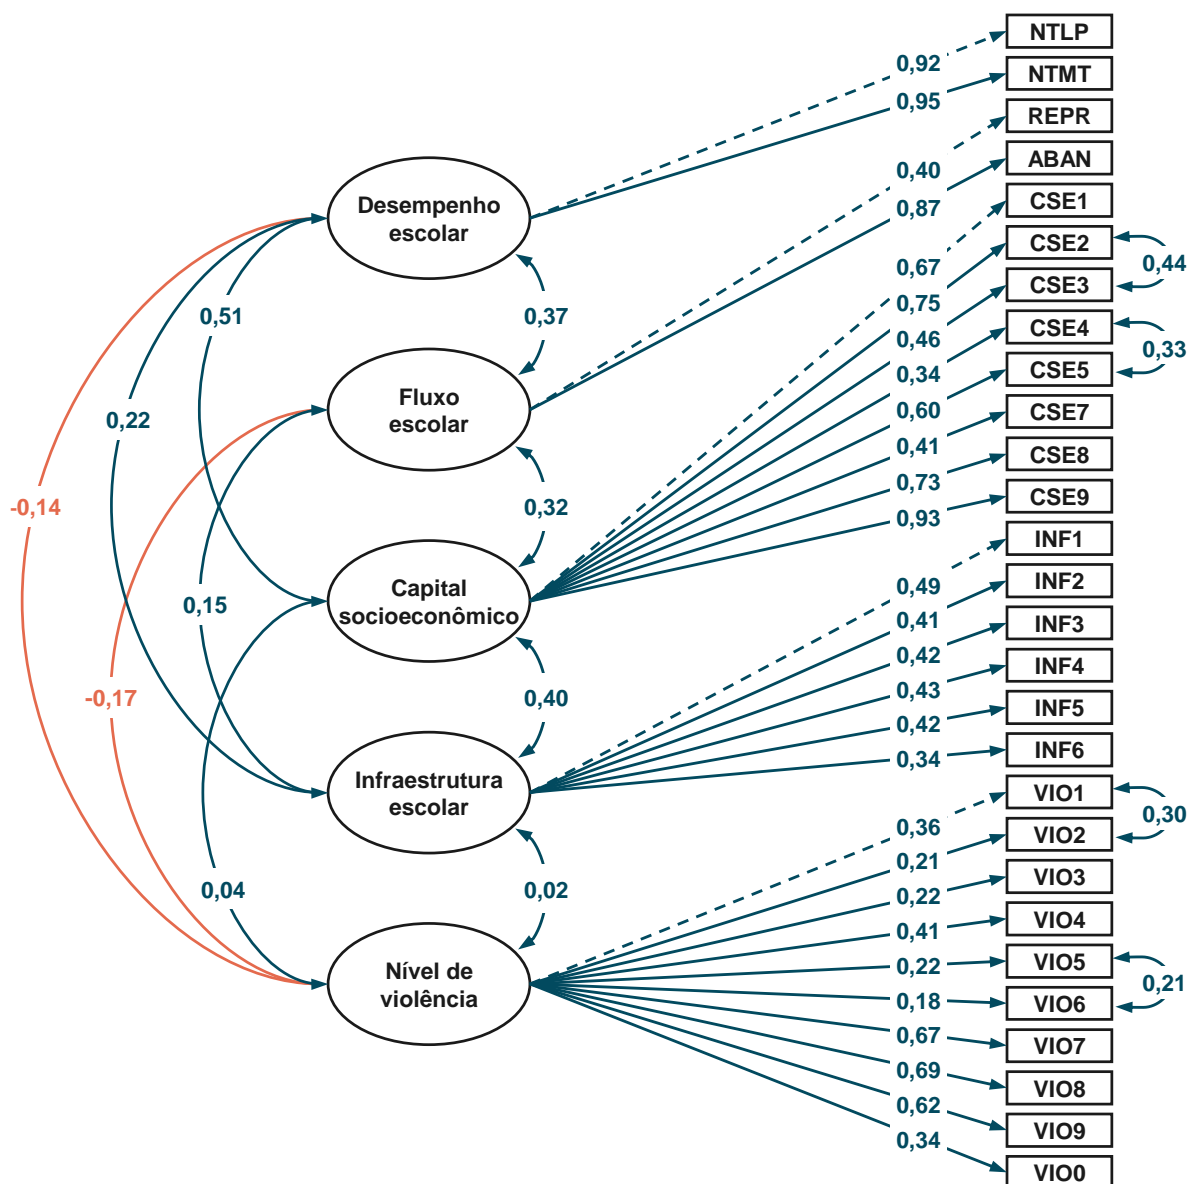 NTLP
NTMT
REPR
ABAN
CSE1
CSE2
CSE3
CSE4
CSE5
CSE7
CSE8
CSE9
INF1
INF2
INF3
INF4
INF5
INF6
VIO1
VIO2
VIO3
VIO4
VIO5
VIO6
VIO7
VIO8
VIO9
VIO0
0,92
0,95
0,40
0,87
0,67
0,75
0,46
0,34
0,60
0,41
0,73
0,93
0,49
0,41
0,42
0,43
0,42
0,34
0,36
0,21
0,22
0,41
0,22
0,18
0,67
0,69
0,62
0,34
0,44
0,33
0,30
0,21
Desempenho
escolar
Fluxo
escolar
Capital
socioeconômico
Infraestrutura
escolar
Nível de
violência
0,37
0,32
0,40
0,02
0,51
0,22
-0,14
0,15
-0,17
0,04